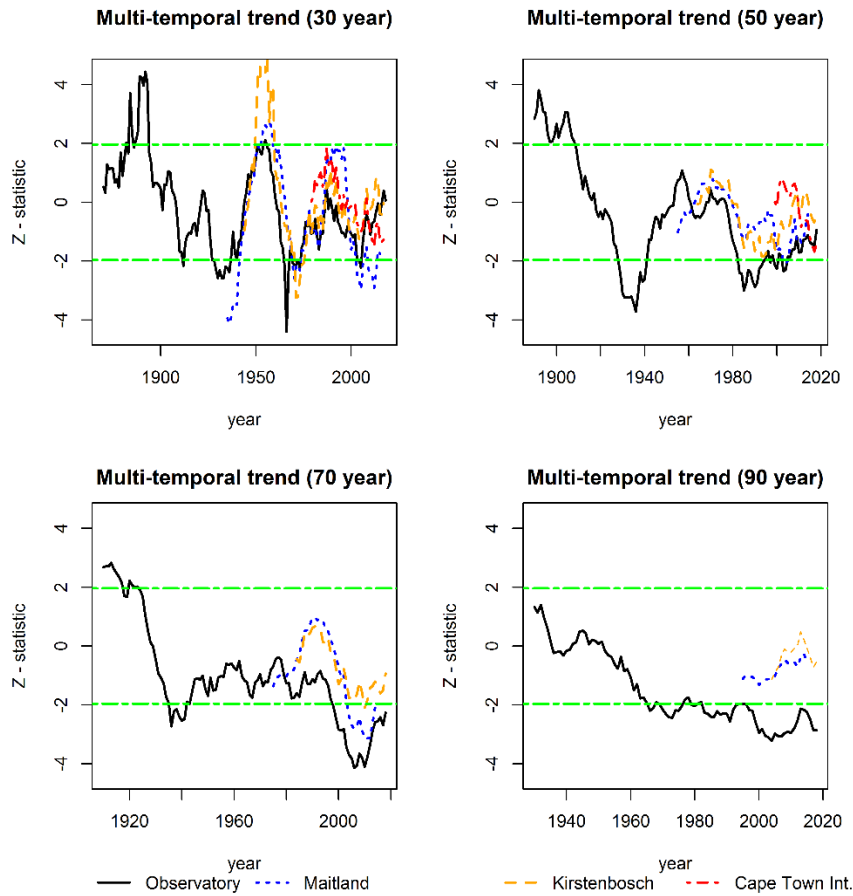 Multi-temporal trend (30 year)
Z - statistic
4
2
0
-2
-4
1900 1950 2000
year
Multi-temporal trend (50 year)
Z - statistic
4
2
0
-2
-4
1900 1940 1980 2020
year
Multi-temporal trend (70 year)
Z - statistic
4
2
0
-2
-4
1920 1960 2000
year
Multi-temporal trend (90 year)
Z - statistic
4
2
0
-2
-4
1940 1960 1980 2000 2020
year
Observatory Maitland Kirstenbosch Cape Town Int.